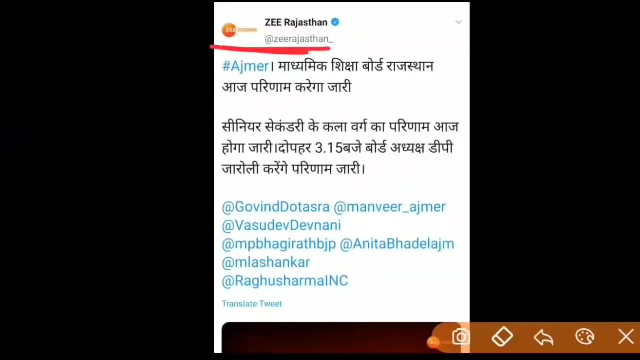 ZEE Rajasthan
@zeerajasthan_
#Ajmer। माध्यमिक शिक्षा बोर्ड राजस्थान
आज परिणाम करेगा जारी
सीनियर सेकंडरी के कला वर्ग का परिणाम आज
होगा जारी।दोपहर 3.15बजे बोर्ड अध्यक्ष डीपी
जारोली करेंगे परिणाम जारी।
@GovindDotasra @manveer_ajmer
@VasudevDevnani
@mpbhagirathbjp @AnitaBhadelajm
@mlashankar
@RaghusharmaINC
Translate Tweet